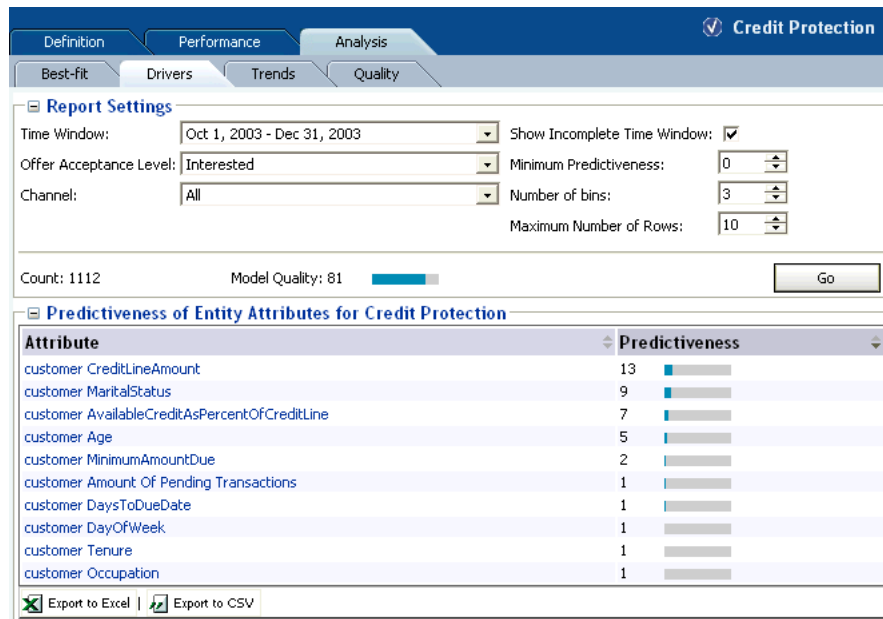 Credit Protection
Definition Performance Analysis
Best-fit Drivers Trends Quality
Report Settings
Time Window: Oct 1, 2003 - Dec 31, 2003 Show Incomplete Time Window:
Offer Acceptance Level: Interested Minimum Predictiveness: 0
Channel: All Number of bins: 3
Maximum Number of Rows: 10
Count: 1112 Model Quality: 81 Go
Predictiveness of Entity Attributes for Credit Protection
Attribute Predictiveness
customer CreditLineAmount 13
customer MaritalStatus 9
customer AvailableCreditAsPercentOfCreditLine 7
customer Age 5
customer MinimumAmountDue 2
customer Amount Of Pending Transactions 1
customer DaysToDueDate 1
customer DayOfWeek 1
customer Tenure 1
customer Occupation 1
Export to Excel | Export to CSV